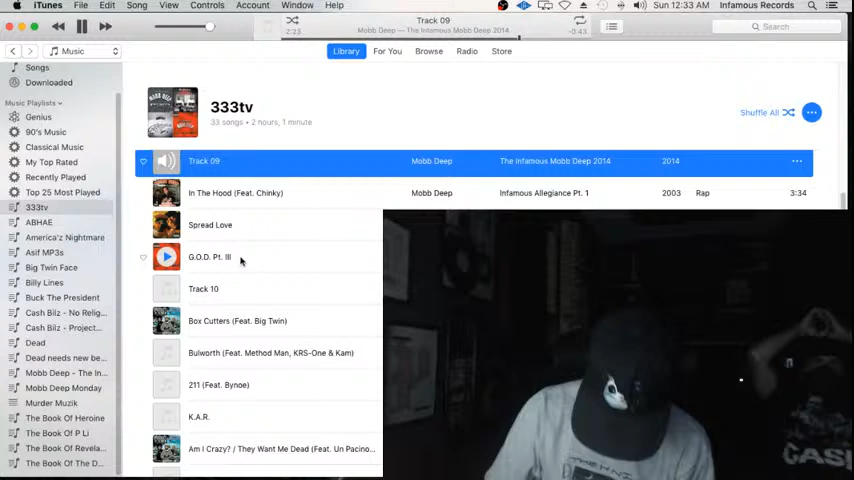 iTunes File Edit Song View Controls Account Window Help Sun 12:33 AM Infamous Records
Track 09
Mobb Deep — The Infamous Mobb Deep 2014
2:23 -0:43
Search
Music Library For You Browse Radio Store
Songs
Downloaded
Music Playlists
Genius
90's Music
Classical Music
My Top Rated
Recently Played
Top 25 Most Played
333tv
ABHAE
America'z Nightmare
Asif MP3s
Big Twin Face
Billy Lines
Buck The President
Cash Bilz - No Relig...
Cash Bilz - Project...
Dead
Dead needs new be...
Mobb Deep - The In...
Mobb Deep Monday
Murder Muzik
The Book Of Heroine
The Book Of P Li
The Book Of Revela...
The Book Of The D...
333tv
33 songs • 2 hours, 1 minute
Shuffle All
Track 09 Mobb Deep The Infamous Mobb Deep 2014 2014
In The Hood (Feat. Chinky) Mobb Deep Infamous Allegiance Pt. 1 2003 Rap 3:34
Spread Love
G.O.D. Pt. III
Track 10
Box Cutters (Feat. Big Twin)
Bulworth (Feat. Method Man, KRS-One & Kam)
211 (Feat. Bynoe)
K.A.R.
Am I Crazy? / They Want Me Dead (Feat. Un Pacino...
CASH